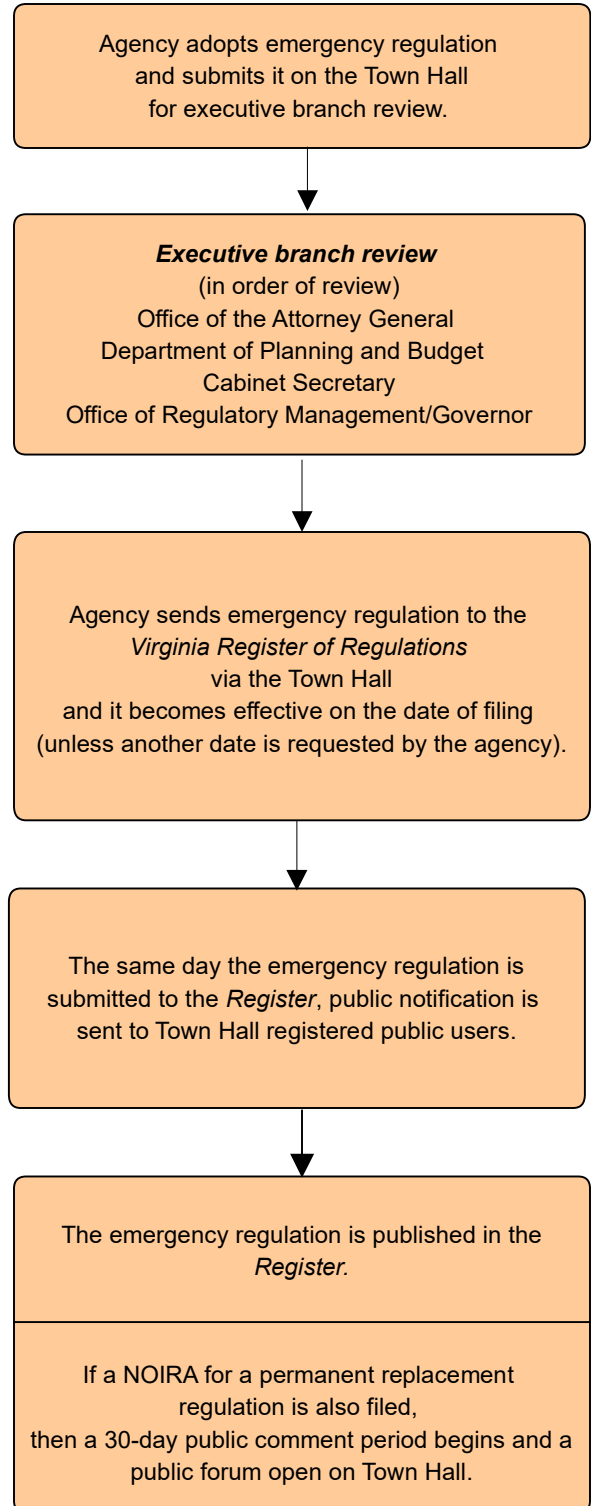 Agency adopts emergency regulation
and submits it on the Town Hall
for executive branch review.
Executive branch review
(in order of review)
Office of the Attorney General
Department of Planning and Budget
Cabinet Secretary
Office of Regulatory Management/Governor
Agency sends emergency regulation to the
Virginia Register of Regulations
via the Town Hall
and it becomes effective on the date of filing
(unless another date is requested by the agency).
The same day the emergency regulation is
submitted to the Register, public notification is
sent to Town Hall registered public users.
The emergency regulation is published in the
Register.
If a NOIRA for a permanent replacement
regulation is also filed,
then a 30-day public comment period begins and a
public forum open on Town Hall.